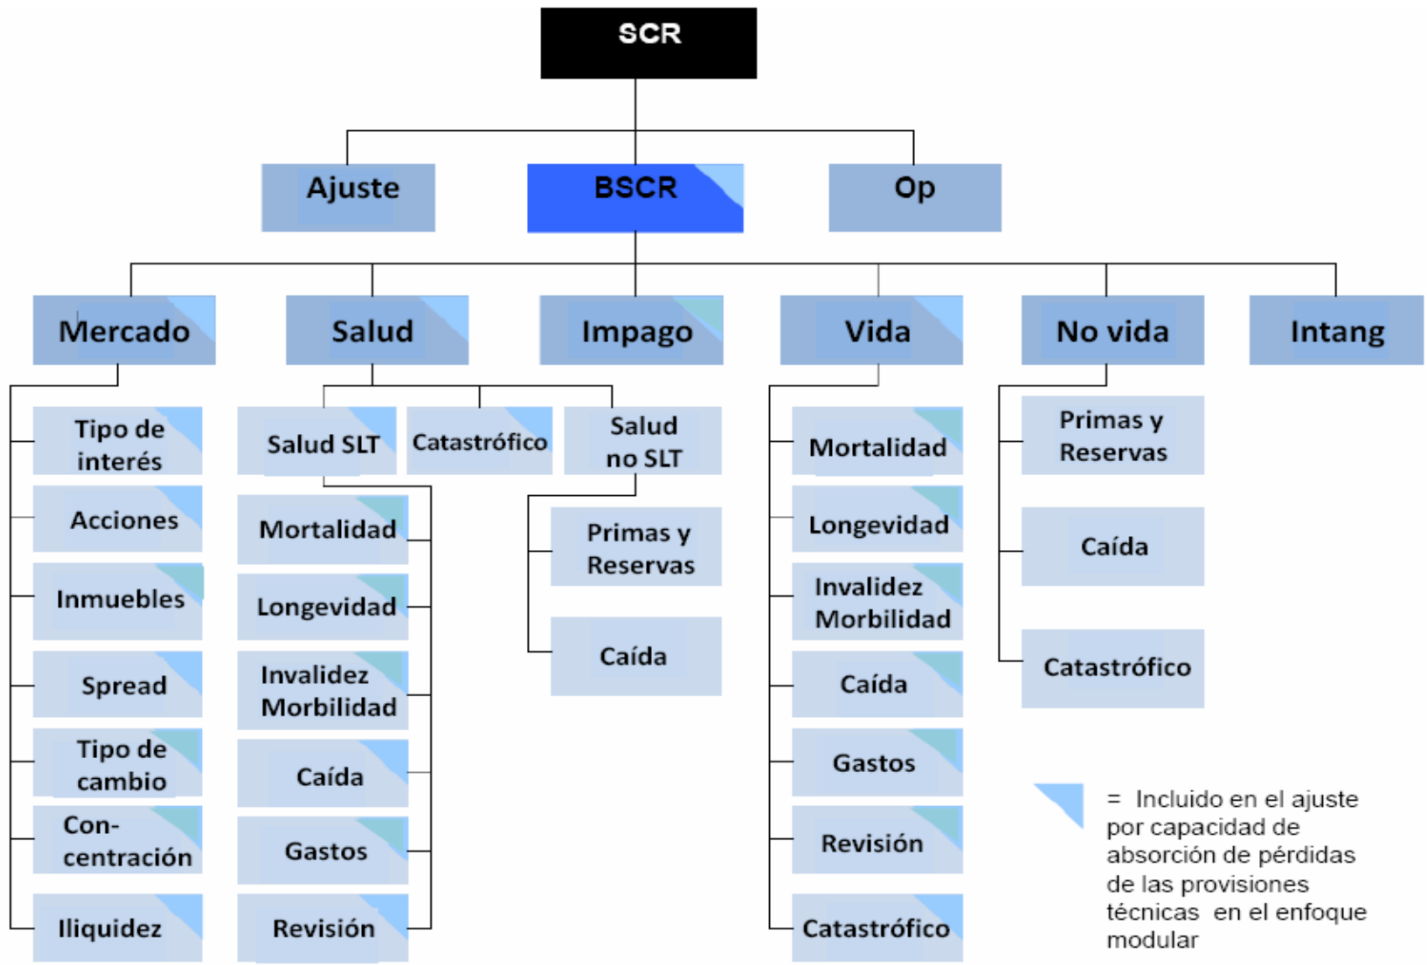 SCR
Ajuste
BSCR
Op
Mercado
Salud
Impago
Vida
No vida
Intang
Tipo de
interés
Acciones
Inmuebles
Spread
Tipo de
cambio
Con-
centración
Iliquidez
Salud SLT
Catastrófico
Salud
no SLT
Mortalidad
Longevidad
Invalidez
Morbilidad
Caída
Gastos
Revisión
Primas y
Reservas
Caída
Mortalidad
Longevidad
Invalidez
Morbilidad
Caída
Gastos
Revisión
Catastrófico
Primas y
Reservas
Caída
Catastrófico
= Incluido en el ajuste
por capacidad de
absorción de pérdidas
de las provisiones
técnicas en el enfoque
modular